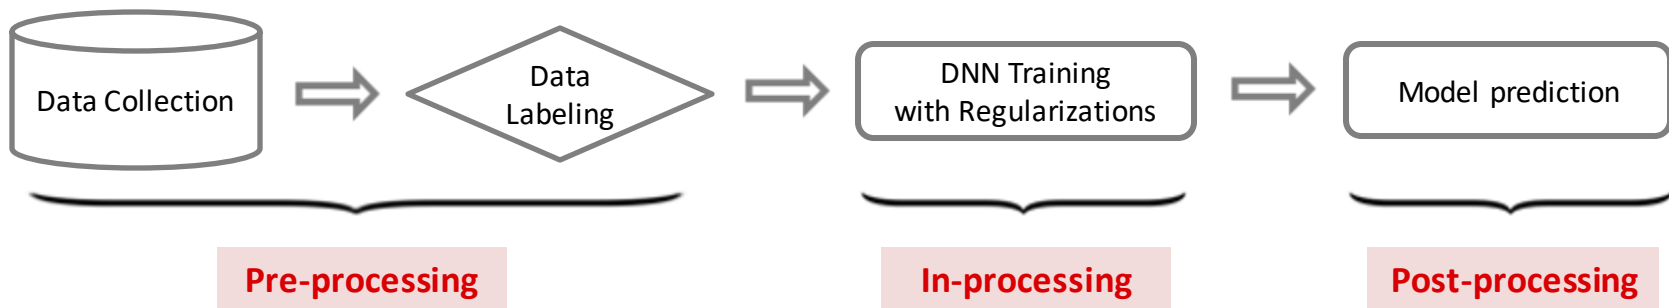 Data Collection
Data
Labeling
DNN Training
with Regularizations
Model prediction
Pre-processing
In-processing
Post-processing